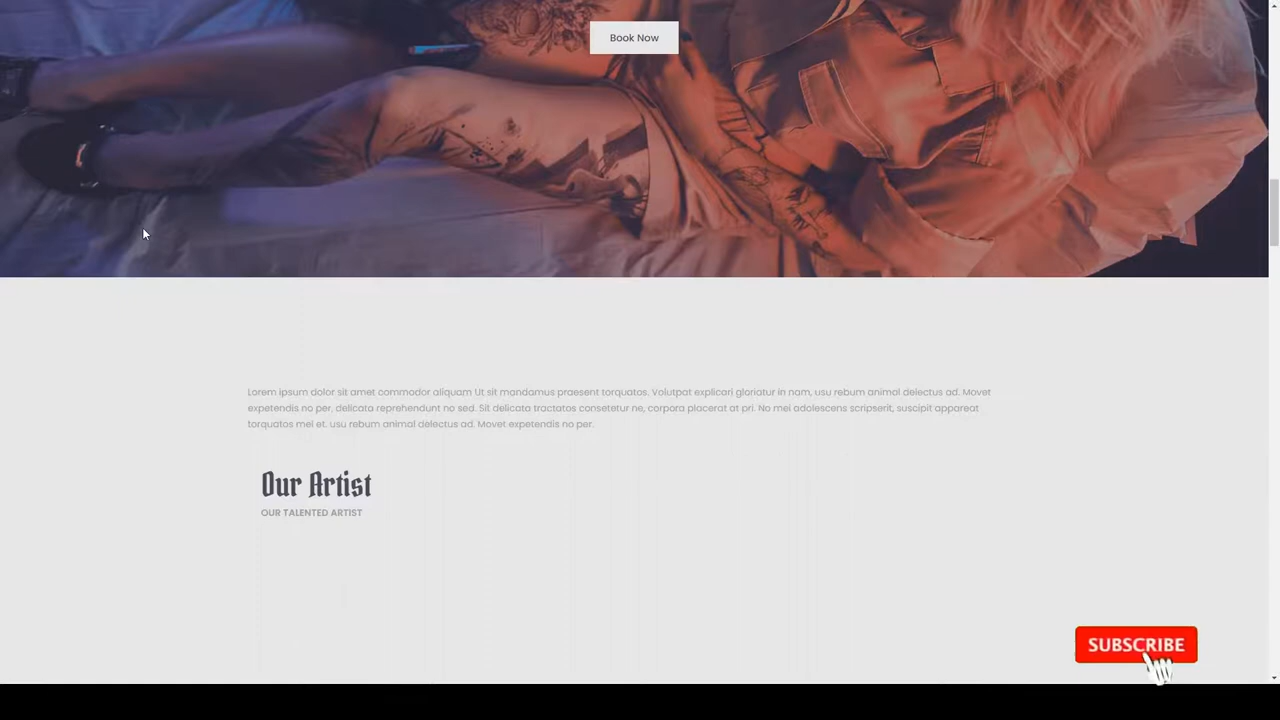 Book Now
Lorem ipsum dolor sit amet commodor aliquam Ut sit mandamus praesent torquatos. Volutpat explicari gloriatur in nam, usu rebum animal delectus ad. Movet
expetendis no per, delicata reprehendunt no sed. Sit delicata tractatos consetetur ne, corpora placerat at pri. No mei adolescens scripserit, suscipit appareat
torquatos mei et. usu rebum animal delectus ad. Movet expetendis no per.
Our Artist
OUR TALENTED ARTIST
SUBSCRIBE